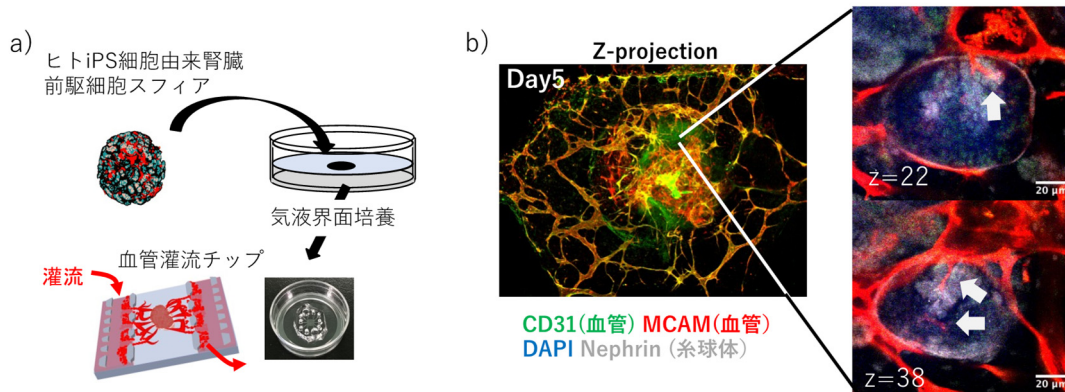 a)
ヒトiPS細胞由来腎臓
前駆細胞スフィア
気液界面培養
血管灌流チップ
灌流
b)
Z-projection
Day5
CD31(血管) MCAM(血管)
DAPI Nephrin (糸球体)
z=22
20 µm
z=38
20 µm